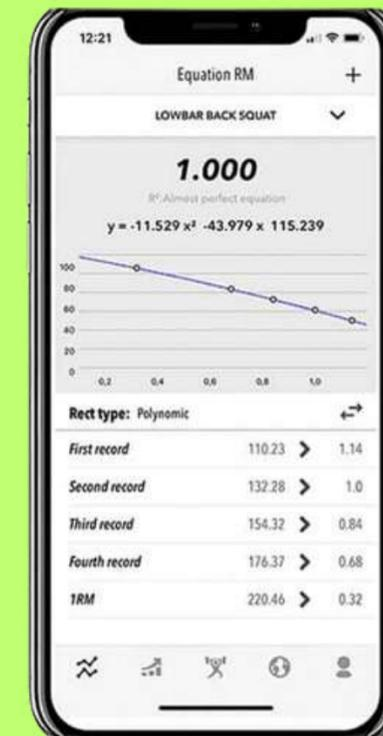 12:21
Equation RM +
LOWBAR BACK SQUAT
1.000
R² Almost perfect equation
y = -11.529 x² -43.979 x 115.239
100
80
60
40
20
0
0,2 0,4 0,6 0,8 1,0
Rect type: Polynomic
First record 110.23 1.14
Second record 132.28 1.0
Third record 154.32 0.84
Fourth record 176.37 0.68
1RM 220.46 0.32